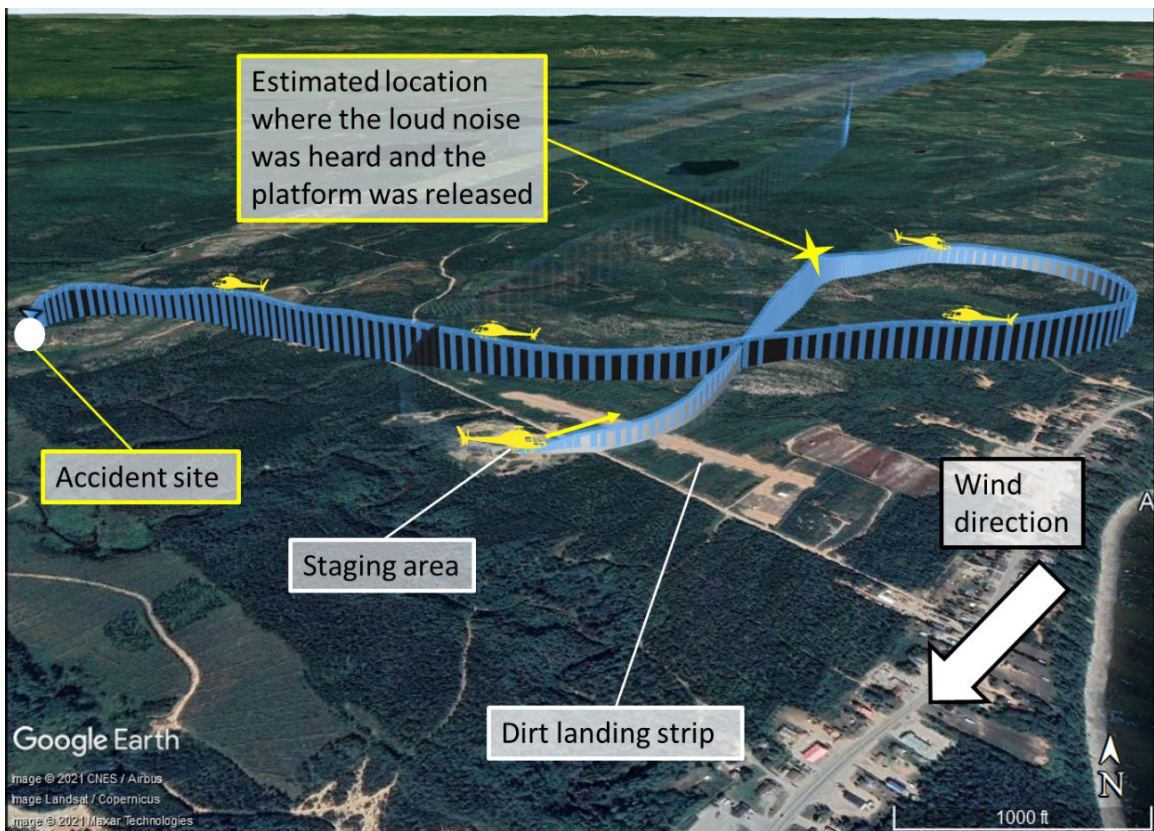 Estimated location
where the loud noise
was heard and the
platform was released
Accident site
Staging area
Wind
direction
A
Dirt landing strip
Google Earth
Image © 2021 CNES / Airbus
Image Landsat / Copernicus
Image © 2021 Maxar Technologies
N
1000 ft